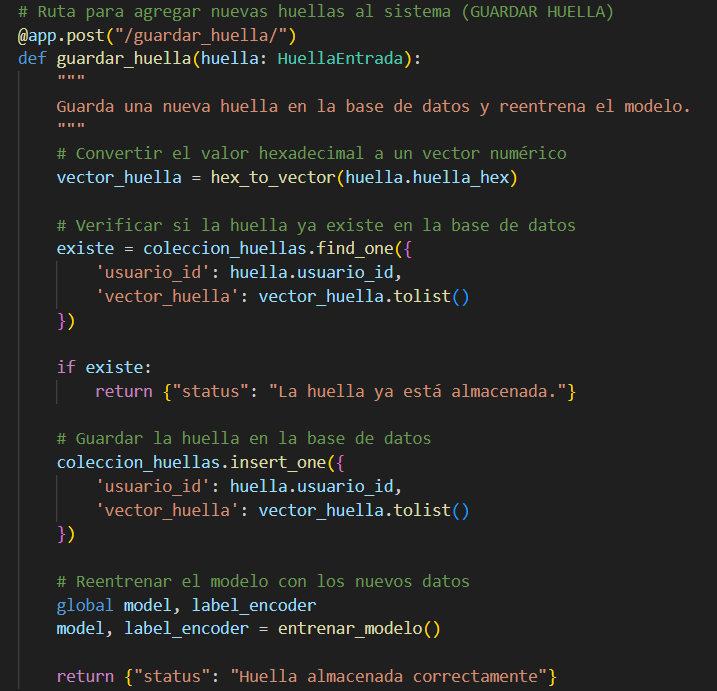 # Ruta para agregar nuevas huellas al sistema (GUARDAR HUELLA)
@app.post("/guardar_huella/")
def guardar_huella(huella: HuellaEntrada):
    """
    Guarda una nueva huella en la base de datos y reentrena el modelo.
    """
    # Convertir el valor hexadecimal a un vector numérico
    vector_huella = hex_to_vector(huella.huella_hex)

    # Verificar si la huella ya existe en la base de datos
    existe = coleccion_huellas.find_one({
        'usuario_id': huella.usuario_id,
        'vector_huella': vector_huella.tolist()
    })

    if existe:
        return {"status": "La huella ya está almacenada."}

    # Guardar la huella en la base de datos
    coleccion_huellas.insert_one({
        'usuario_id': huella.usuario_id,
        'vector_huella': vector_huella.tolist()
    })

    # Reentrenar el modelo con los nuevos datos
    global model, label_encoder
    model, label_encoder = entrenar_modelo()

    return {"status": "Huella almacenada correctamente"}